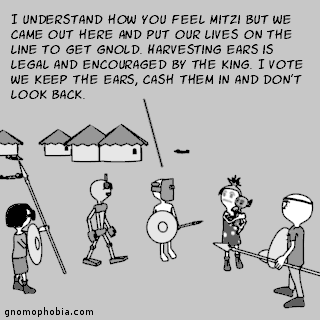 I UNDERSTAND HOW YOU FEEL MITZI BUT WE
CAME OUT HERE AND PUT OUR LIVES ON THE
LINE TO GET GNOLD. HARVESTING EARS IS
LEGAL AND ENCOURAGED BY THE KING. I VOTE
WE KEEP THE EARS, CASH THEM IN AND DON'T
LOOK BACK.
gnomophobia.com